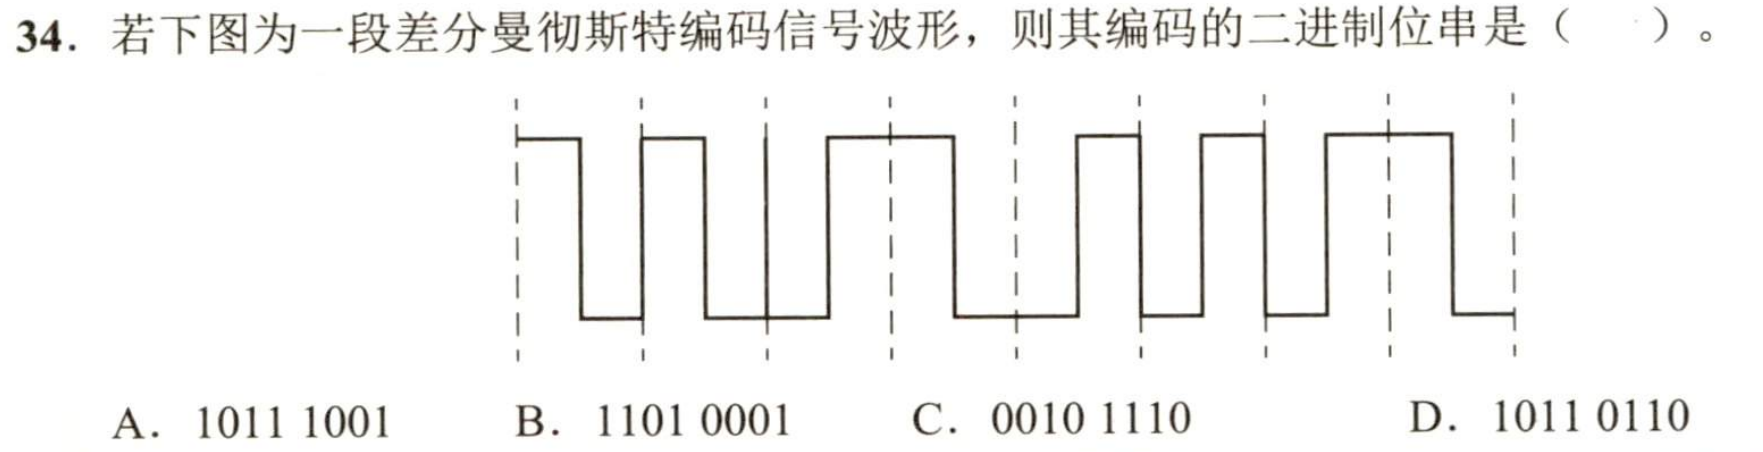 34. 若下图为一段差分曼彻斯特编码信号波形，则其编码的二进制位串是（　　）。
A. 1011 1001　　B. 1101 0001　　C. 0010 1110　　D. 1011 0110